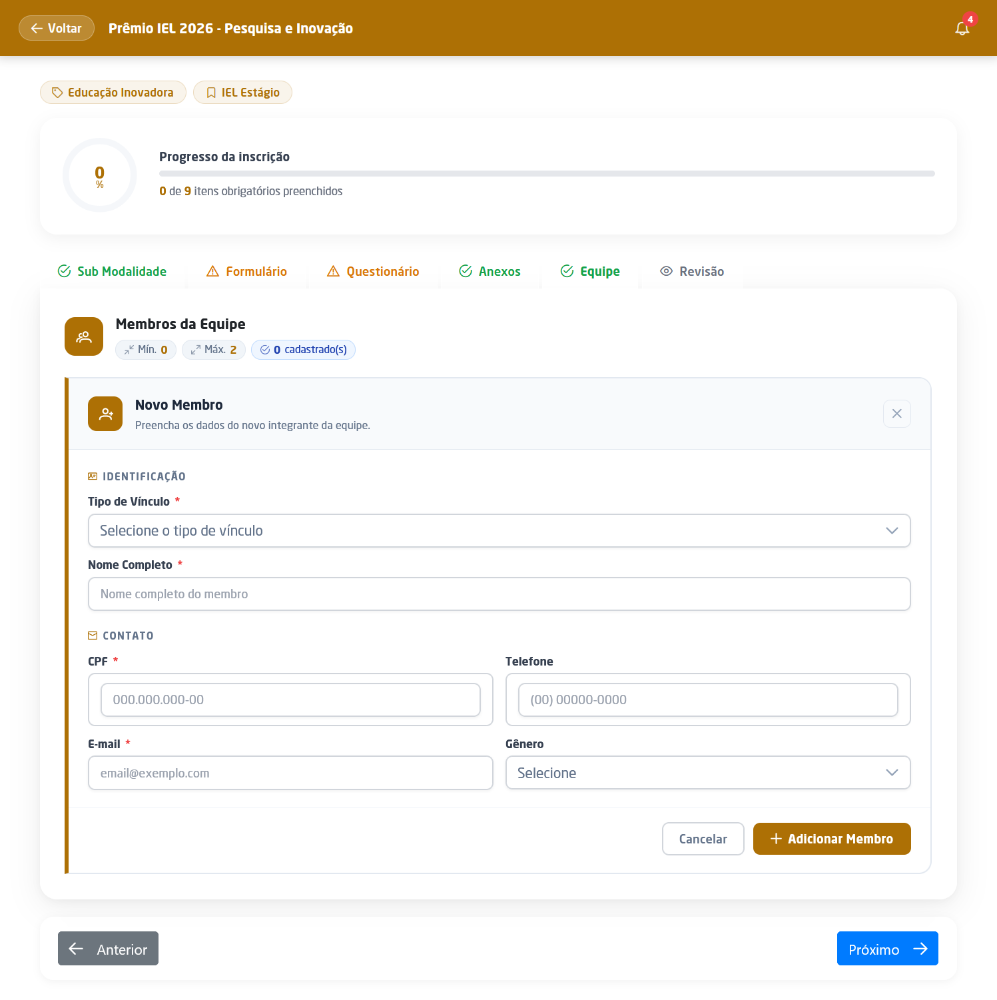 Voltar
Prêmio IEL 2026 - Pesquisa e Inovação
4
Educação Inovadora
IEL Estágio
0
%
Progresso da inscrição
0 de 9 itens obrigatórios preenchidos
Sub Modalidade
Formulário
Questionário
Anexos
Equipe
Revisão
Membros da Equipe
Mín. 0
Máx. 2
0 cadastrado(s)
Novo Membro
Preencha os dados do novo integrante da equipe.
IDENTIFICAÇÃO
Tipo de Vínculo *
Selecione o tipo de vínculo
Nome Completo *
Nome completo do membro
CONTATO
CPF *
Telefone
000.000.000-00
(00) 00000-0000
E-mail *
Gênero
email@exemplo.com
Selecione
Cancelar
Adicionar Membro
Anterior
Próximo